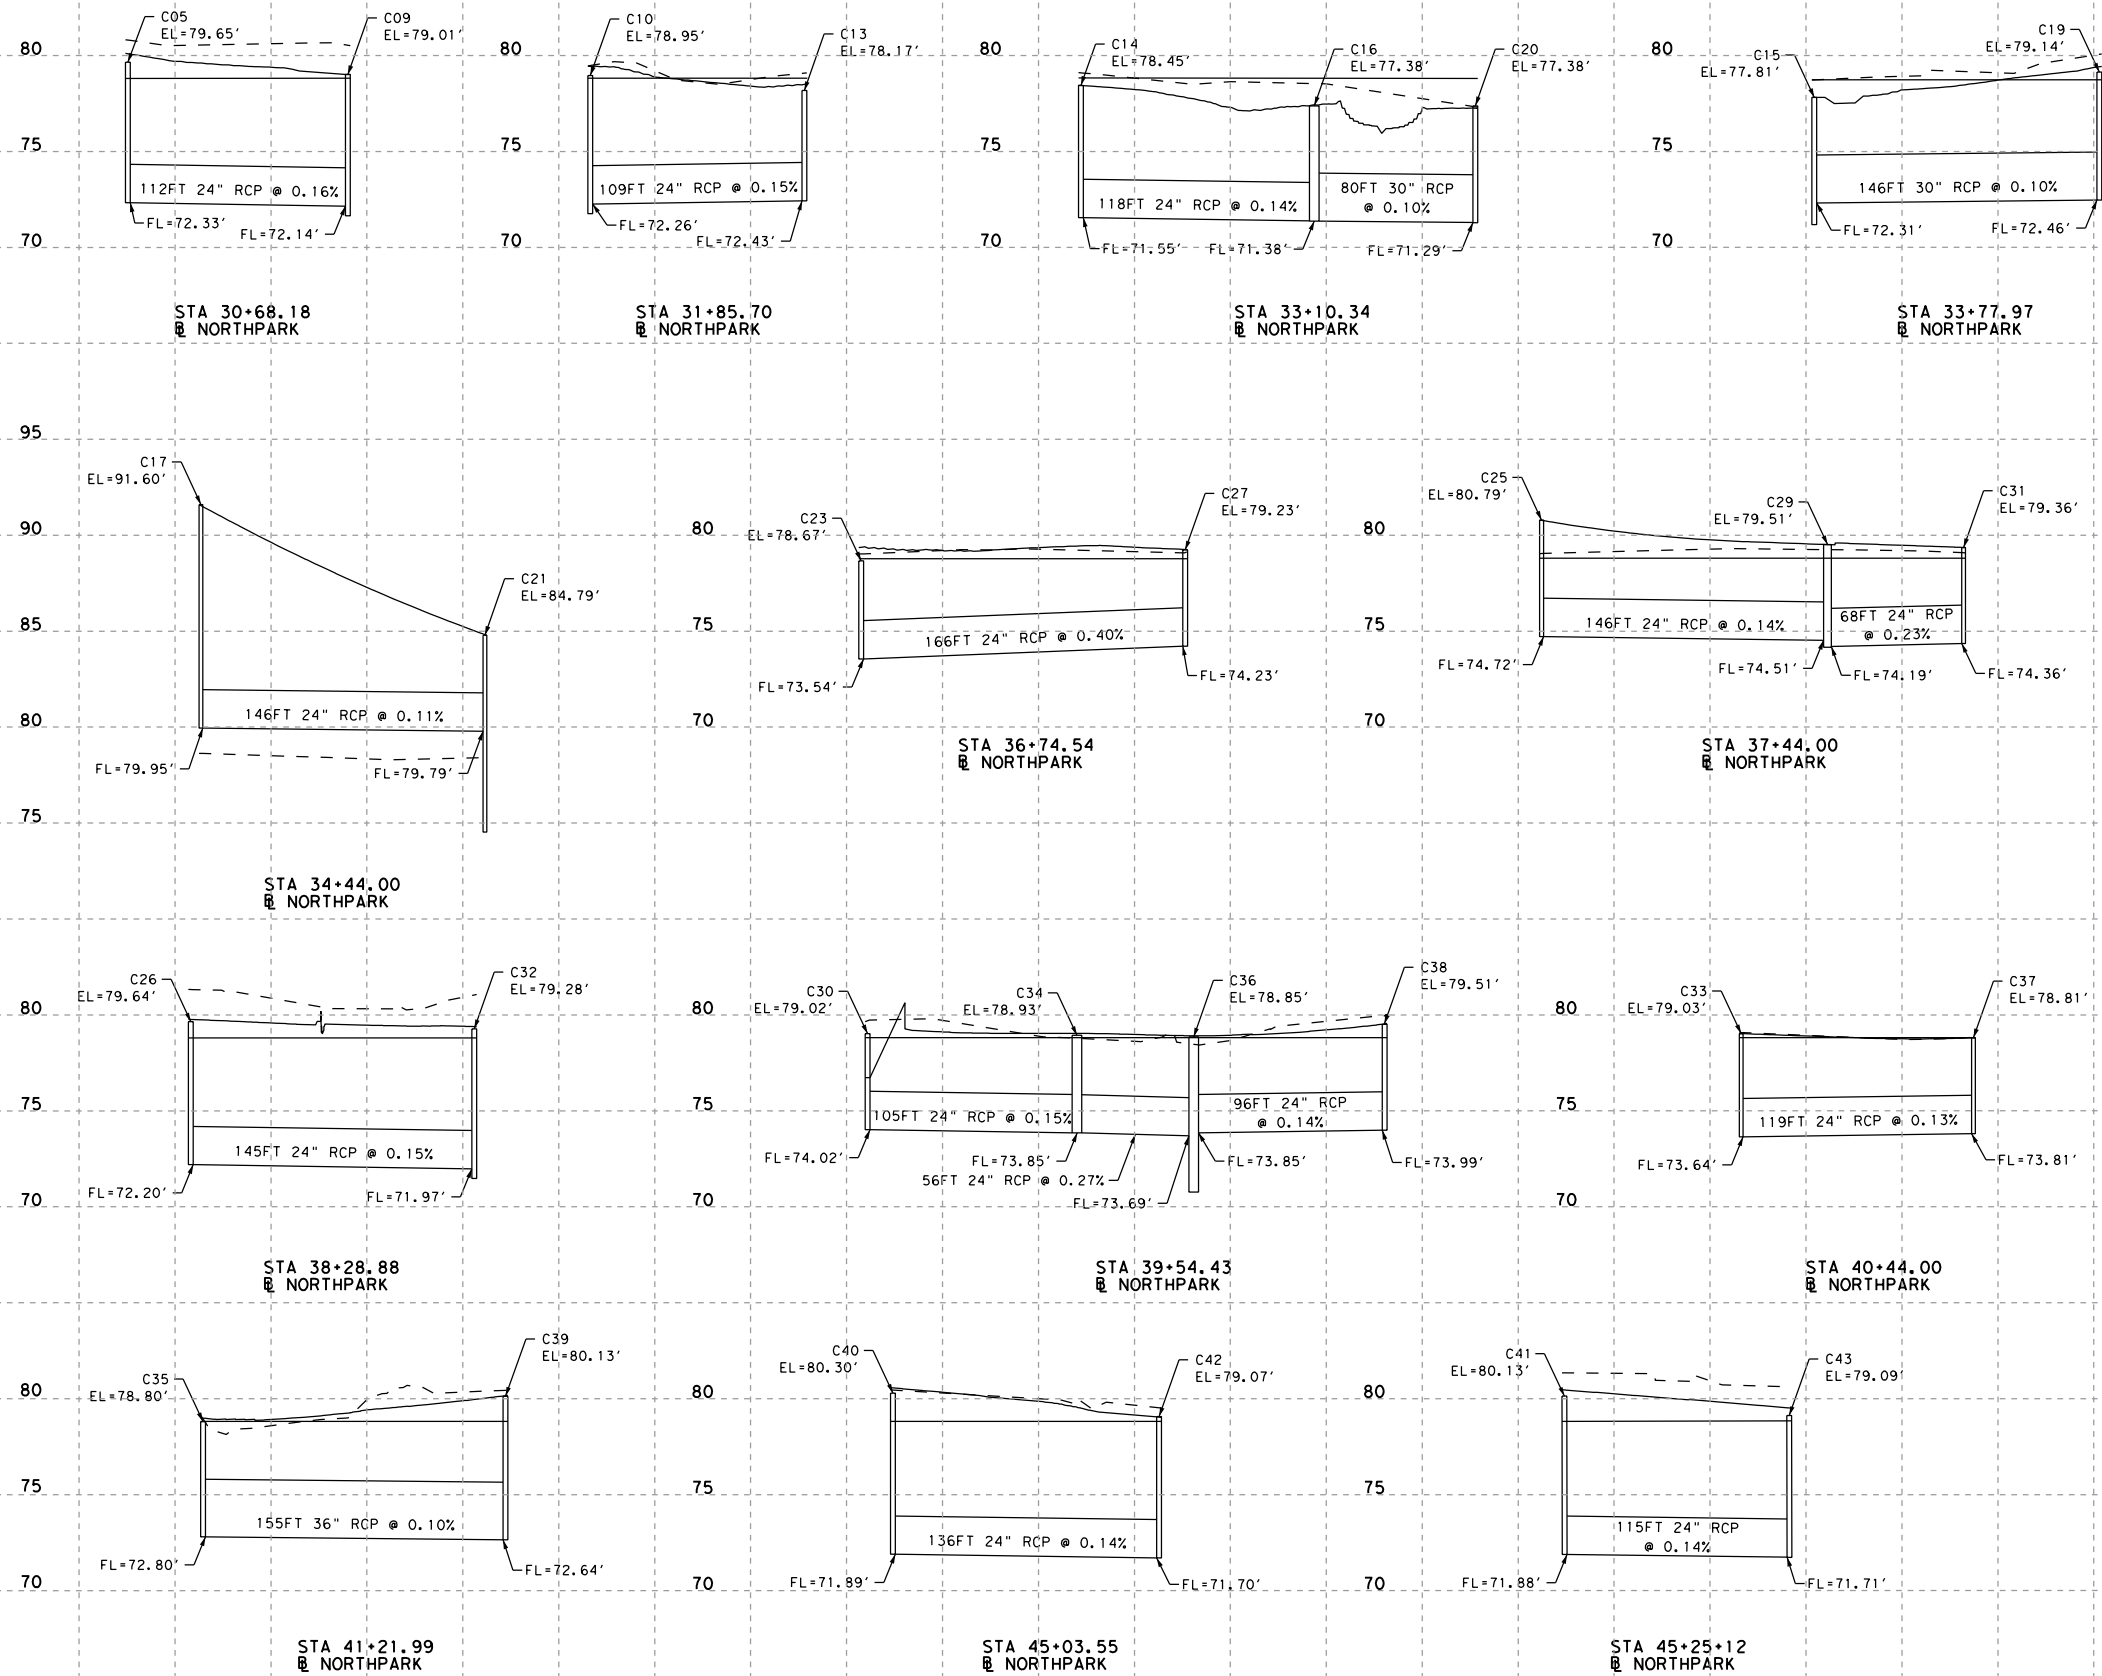 C05
EL=79.65'
C09
EL=79.01'
80
75
70
112FT 24" RCP @ 0.16%
FL=72.33'
FL=72.14'
STA 30+68.18
℄ NORTHPARK
C10
EL=78.95'
C13
EL=78.17'
80
75
70
109FT 24" RCP @ 0.15%
FL=72.26'
FL=72.43'
STA 31+85.70
℄ NORTHPARK
C14
EL=78.45'
C16
EL=77.38'
C20
EL=77.38'
80
75
70
118FT 24" RCP @ 0.14%
80FT 30" RCP
@ 0.10%
FL=71.55'
FL=71.38'
FL=71.29'
STA 33+10.34
℄ NORTHPARK
C15
EL=77.81'
C19
EL=79.14'
80
75
70
146FT 30" RCP @ 0.10%
FL=72.31'
FL=72.46'
STA 33+77.97
℄ NORTHPARK
95
90
85
80
75
C17
EL=91.60'
C21
EL=84.79'
146FT 24" RCP @ 0.11%
FL=79.95'
FL=79.79'
STA 34+44.00
℄ NORTHPARK
C23
EL=78.67'
C27
EL=79.23'
80
75
70
166FT 24" RCP @ 0.40%
FL=73.54'
FL=74.23'
STA 36+74.54
℄ NORTHPARK
C25
EL=80.79'
C29
EL=79.51'
C31
EL=79.36'
80
75
70
146FT 24" RCP @ 0.14%
68FT 24" RCP
@ 0.23%
FL=74.72'
FL=74.51'
FL=74.19'
FL=74.36'
STA 37+44.00
℄ NORTHPARK
C26
EL=79.64'
C32
EL=79.28'
80
75
70
145FT 24" RCP @ 0.15%
FL=72.20'
FL=71.97'
STA 38+28.88
℄ NORTHPARK
C30
EL=79.02'
C34
EL=78.93'
C36
EL=78.85'
C38
EL=79.51'
80
75
70
105FT 24" RCP @ 0.15%
96FT 24" RCP
@ 0.14%
FL=74.02'
FL=73.85'
56FT 24" RCP @ 0.27%
FL=73.69'
FL=73.85'
FL=73.99'
STA 39+54.43
℄ NORTHPARK
C33
EL=79.03'
C37
EL=78.81'
80
75
70
119FT 24" RCP @ 0.13%
FL=73.64'
FL=73.81'
STA 40+44.00
℄ NORTHPARK
C35
EL=78.80'
C39
EL=80.13'
80
75
70
155FT 36" RCP @ 0.10%
FL=72.80'
FL=72.64'
STA 41+21.99
℄ NORTHPARK
C40
EL=80.30'
C42
EL=79.07'
80
75
70
136FT 24" RCP @ 0.14%
FL=71.89'
FL=71.70'
STA 45+03.55
℄ NORTHPARK
C41
EL=80.13'
C43
EL=79.09'
80
75
70
115FT 24" RCP
@ 0.14%
FL=71.88'
FL=71.71'
STA 45+25+12
℄ NORTHPARK